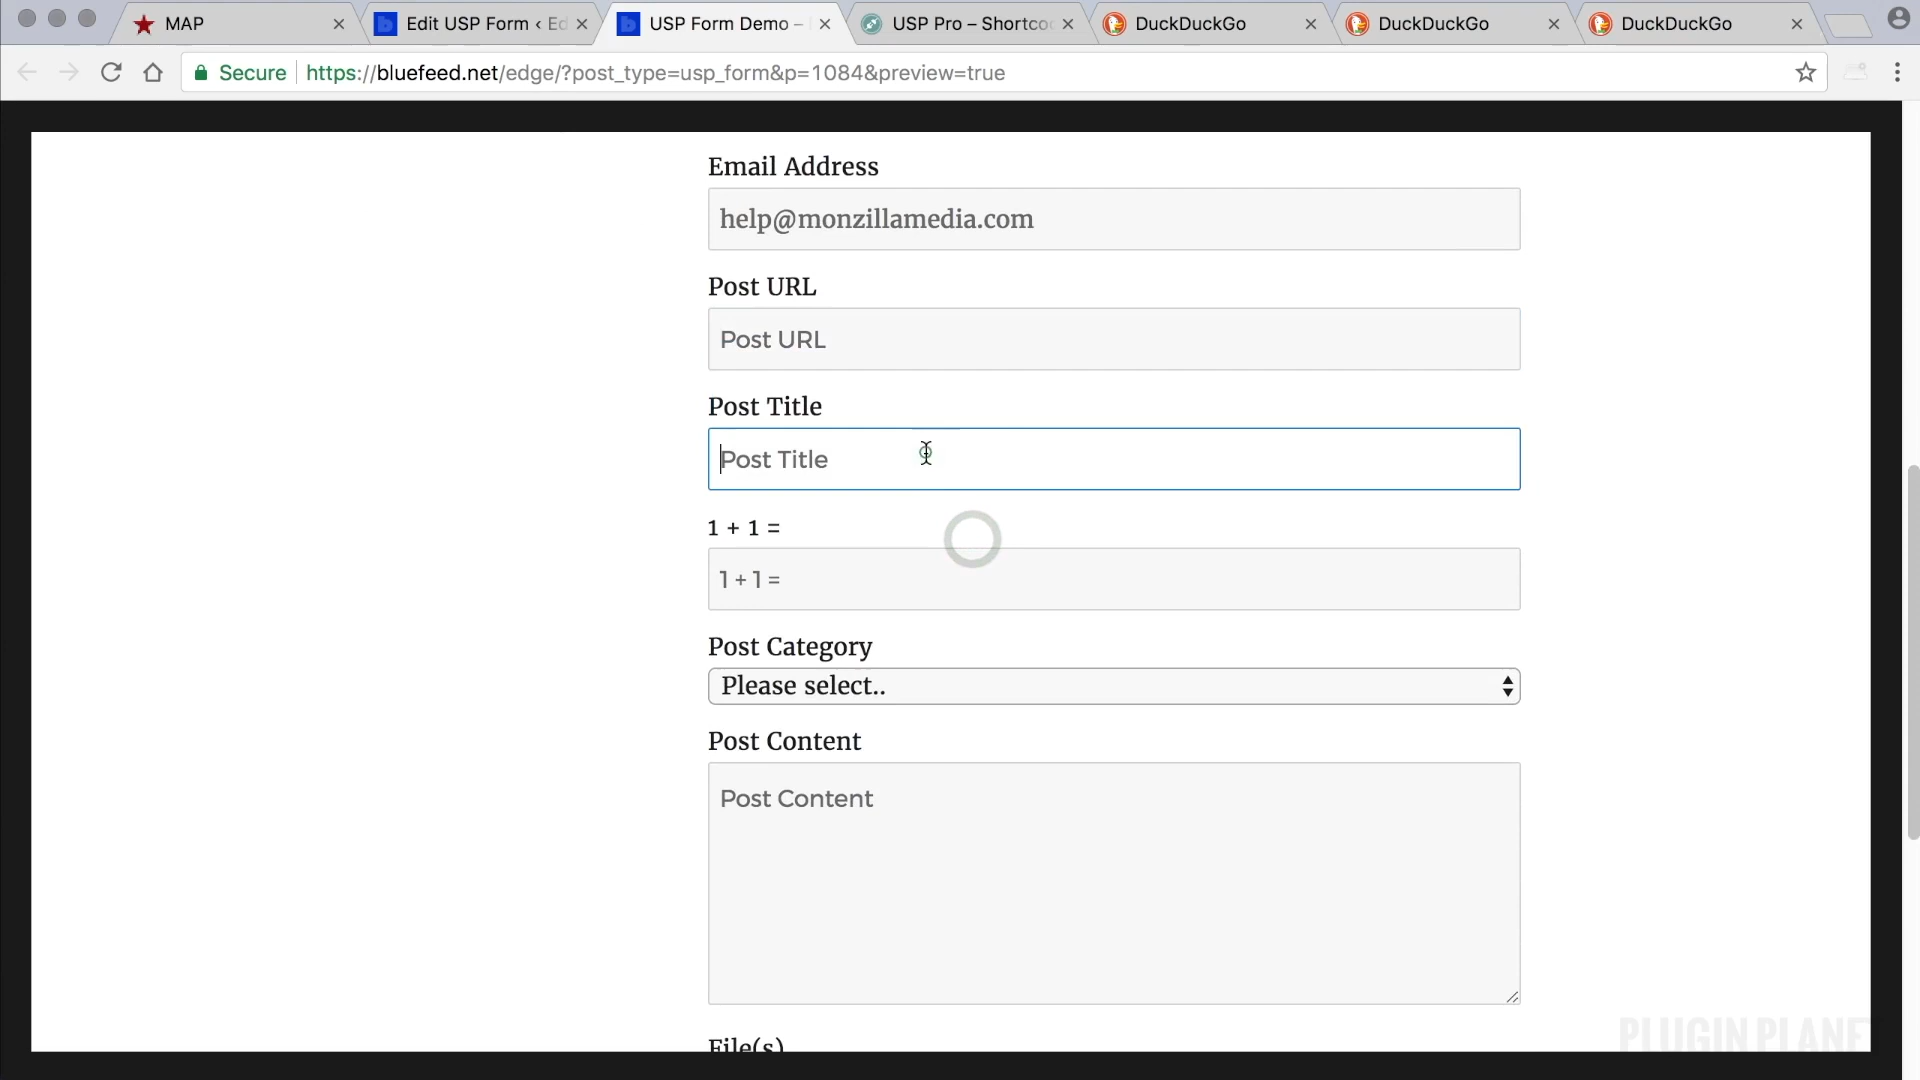 MAP
Edit USP Form ‹ Ed
USP Form Demo –
USP Pro – Shortco
DuckDuckGo
DuckDuckGo
DuckDuckGo
Secure
https://bluefeed.net/edge/?post_type=usp_form&p=1084&preview=true
Email Address
help@monzillamedia.com
Post URL
Post URL
Post Title
Post Title
1 + 1 =
1 + 1 =
Post Category
Please select..
Post Content
Post Content
File(s)
PLUGIN PLANET